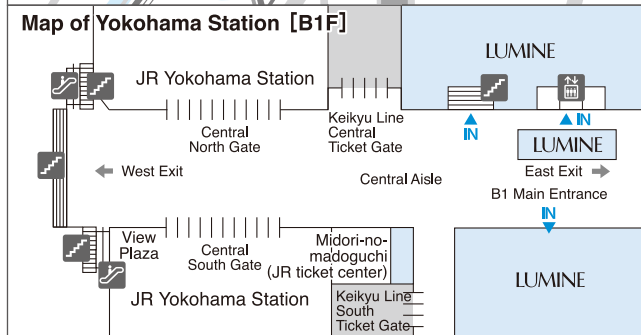 Map of Yokohama Station [B1F]
LUMINE
JR Yokohama Station
Central
North Gate
Keikyu Line
Central
Ticket Gate
IN
IN
LUMINE
West Exit
Central Aisle
East Exit
B1 Main Entrance
IN
View
Plaza
Central
South Gate
Midori-no-
madoguchi
(JR ticket center)
LUMINE
JR Yokohama Station
Keikyu Line
South
Ticket Gate